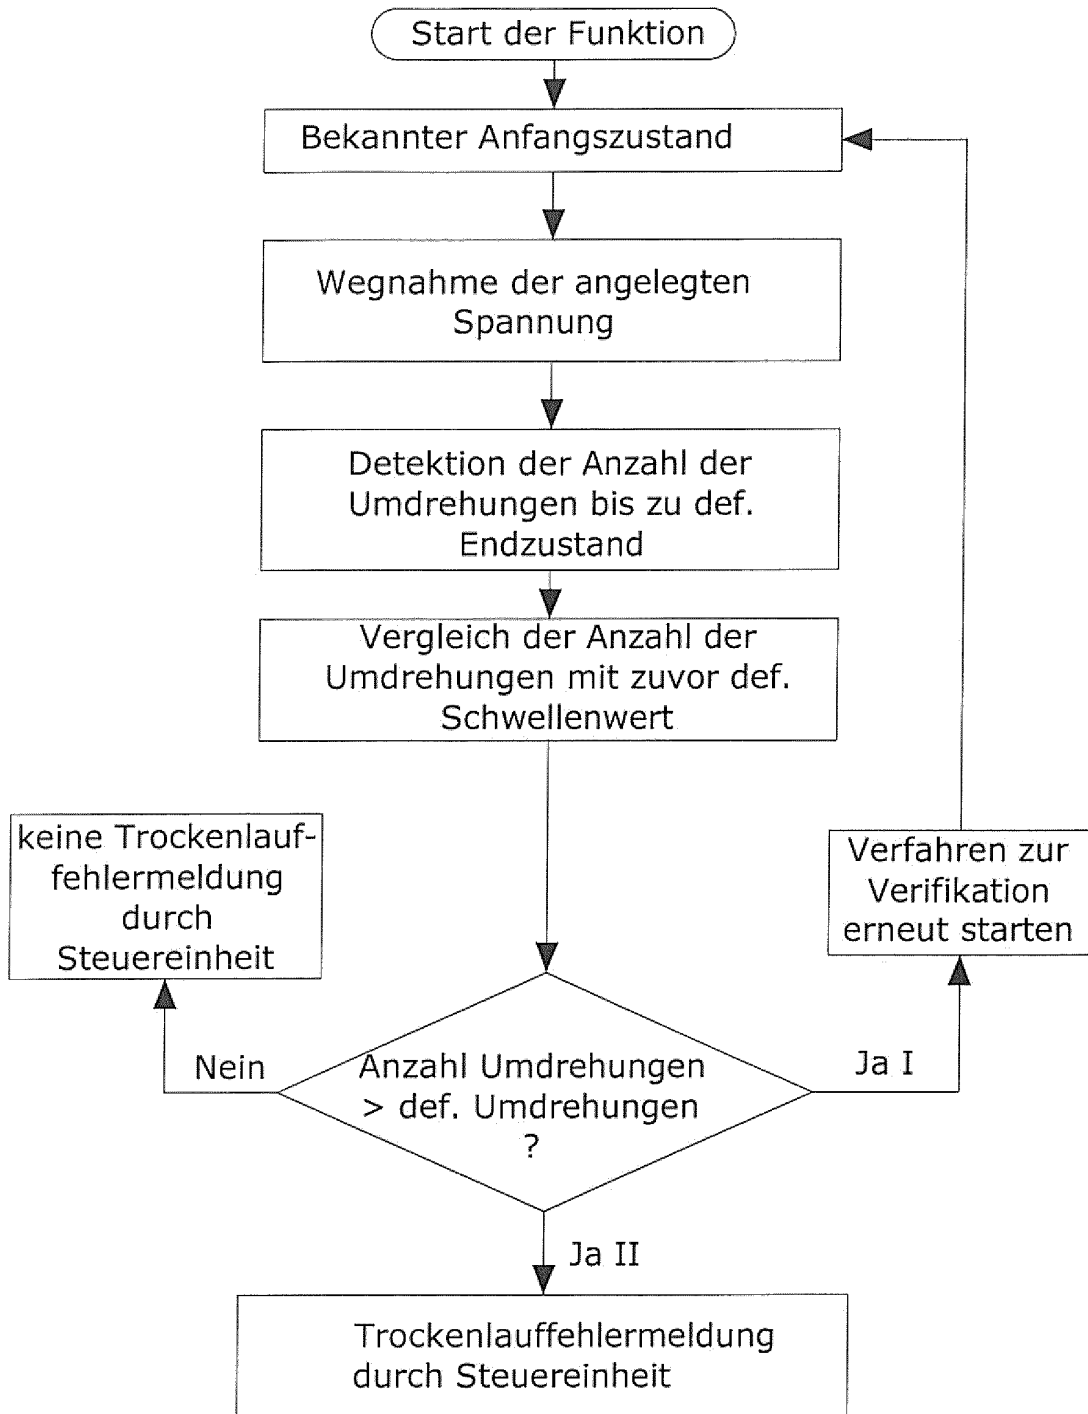 Start der Funktion
Bekannter Anfangszustand
Wegnahme der angelegten
Spannung
Detektion der Anzahl der
Umdrehungen bis zu def.
Endzustand
Vergleich der Anzahl der
Umdrehungen mit zuvor def.
Schwellenwert
keine Trockenlauf-
fehlermeldung
durch
Steuereinheit
Verfahren zur
Verifikation
erneut starten
Nein
Anzahl Umdrehungen
> def. Umdrehungen
?
Ja I
Ja II
Trockenlauffehlermeldung
durch Steuereinheit